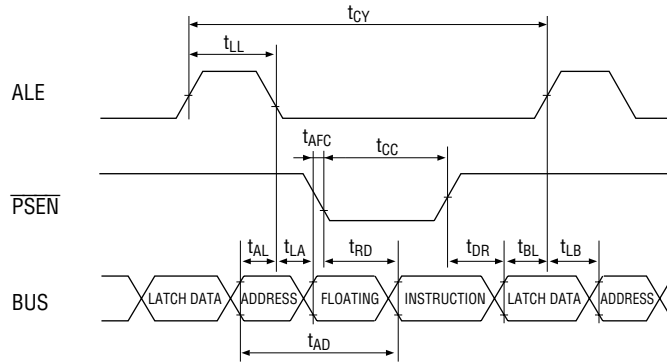 tCY
tLL
ALE
tAFC
tCC
PSEN
tAL tLA tRD tDR tBL tLB
BUS LATCH DATA ADDRESS FLOATING INSTRUCTION LATCH DATA ADDRESS
tAD